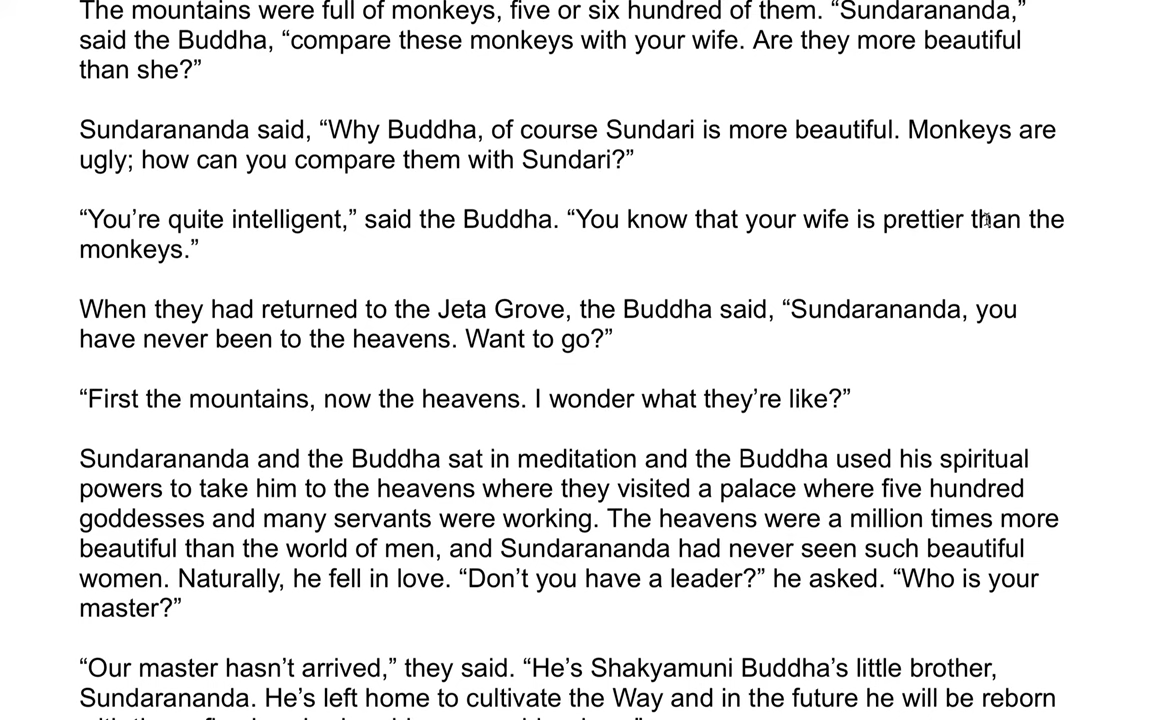 The mountains were full of monkeys, five or six hundred of them. “Sundarananda,”
said the Buddha, “compare these monkeys with your wife. Are they more beautiful
than she?”
Sundarananda said, “Why Buddha, of course Sundari is more beautiful. Monkeys are
ugly; how can you compare them with Sundari?”
“You’re quite intelligent,” said the Buddha. “You know that your wife is prettier than the
monkeys.”
When they had returned to the Jeta Grove, the Buddha said, “Sundarananda, you
have never been to the heavens. Want to go?”
“First the mountains, now the heavens. I wonder what they’re like?”
Sundarananda and the Buddha sat in meditation and the Buddha used his spiritual
powers to take him to the heavens where they visited a palace where five hundred
goddesses and many servants were working. The heavens were a million times more
beautiful than the world of men, and Sundarananda had never seen such beautiful
women. Naturally, he fell in love. “Don’t you have a leader?” he asked. “Who is your
master?”
“Our master hasn’t arrived,” they said. “He’s Shakyamuni Buddha’s little brother,
Sundarananda. He’s left home to cultivate the Way and in the future he will be reborn